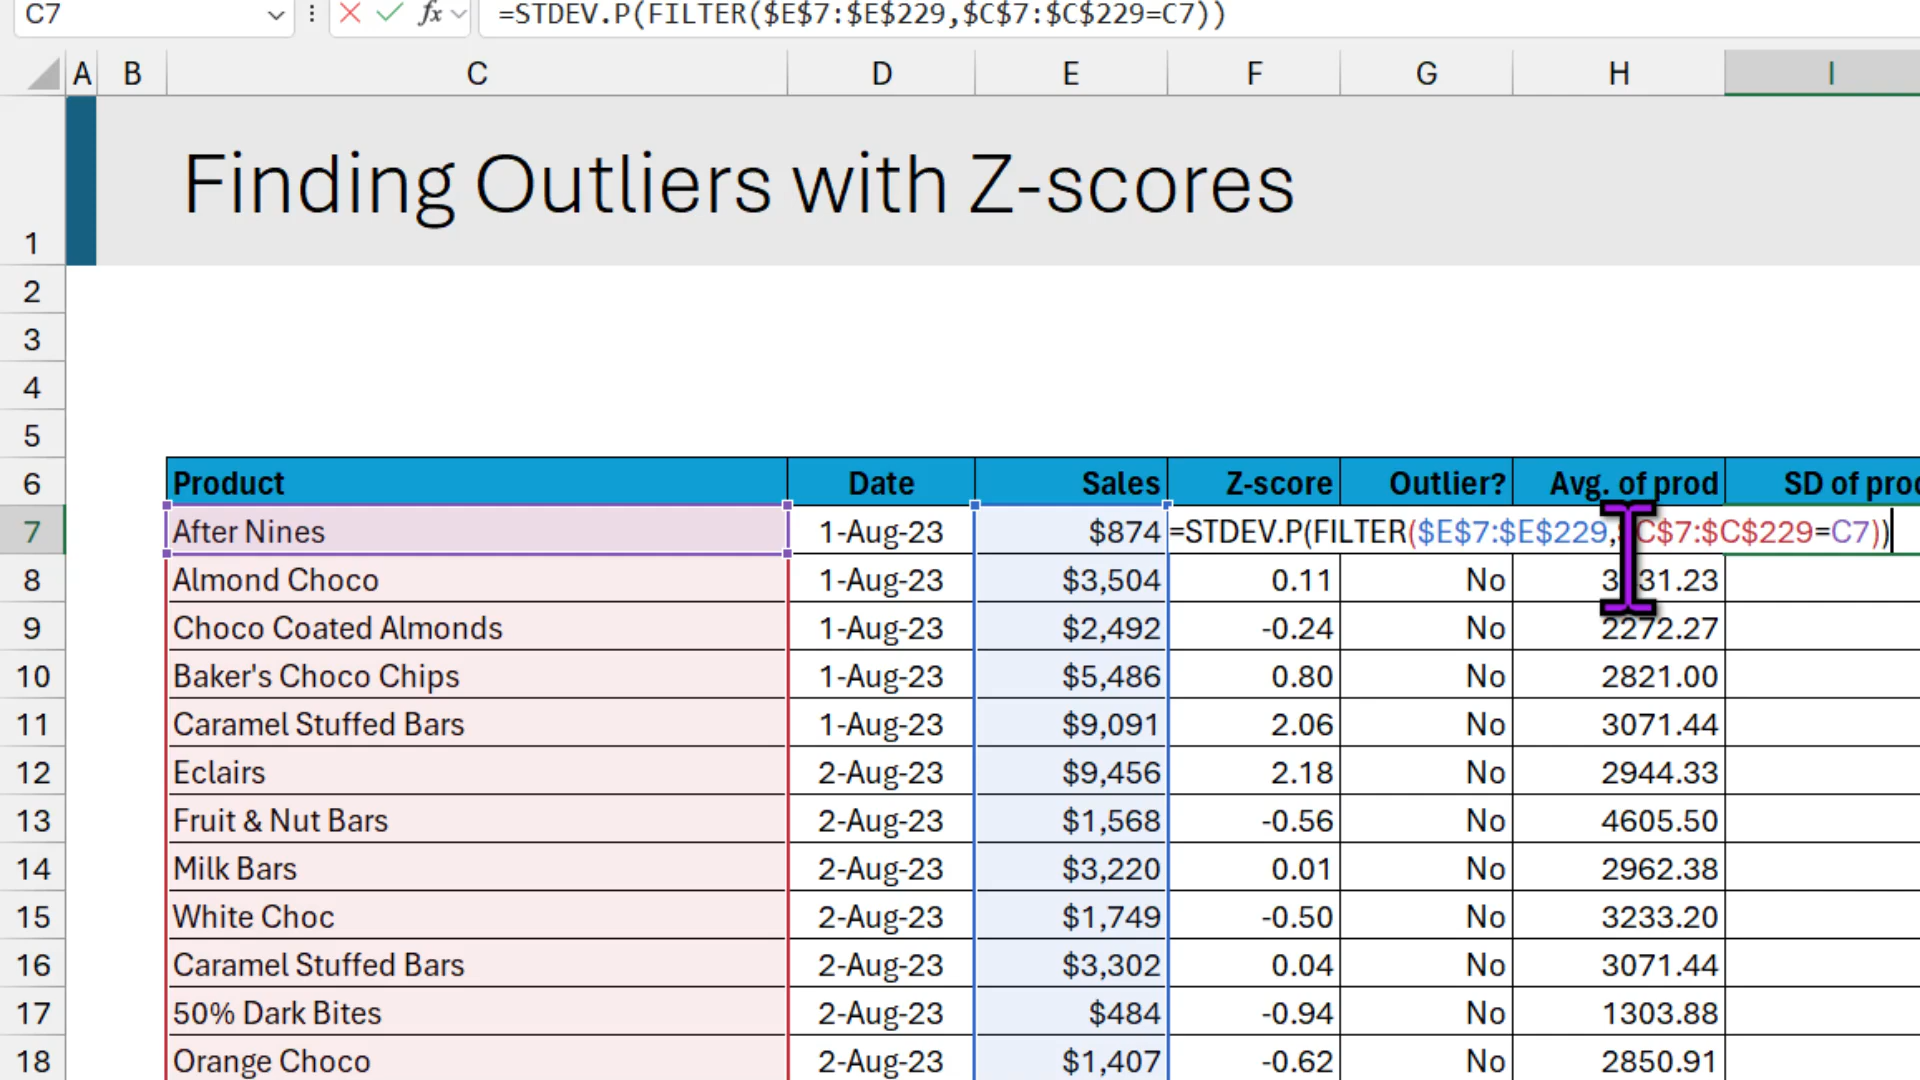 C7 fx =STDEV.P(FILTER($E$7:$E$229,$C$7:$C$229=C7))
A B C D E F G H I
1 Finding Outliers with Z-scores
2
3
4
5
6 Product Date Sales Z-score Outlier? Avg. of prod SD of prod
7 After Nines 1-Aug-23 $874 =STDEV.P(FILTER($E$7:$E$229,$C$7:$C$229=C7))
8 Almond Choco 1-Aug-23 $3,504 0.11 No
9 Choco Coated Almonds 1-Aug-23 $2,492 -0.24 No 2272.27
10 Baker's Choco Chips 1-Aug-23 $5,486 0.80 No 2821.00
11 Caramel Stuffed Bars 1-Aug-23 $9,091 2.06 No 3071.44
12 Eclairs 2-Aug-23 $9,456 2.18 No 2944.33
13 Fruit & Nut Bars 2-Aug-23 $1,568 -0.56 No 4605.50
14 Milk Bars 2-Aug-23 $3,220 0.01 No 2962.38
15 White Choc 2-Aug-23 $1,749 -0.50 No 3233.20
16 Caramel Stuffed Bars 2-Aug-23 $3,302 0.04 No 3071.44
17 50% Dark Bites 2-Aug-23 $484 -0.94 No 1303.88
18 Orange Choco 2-Aug-23 $1,407 -0.62 No 2850.91